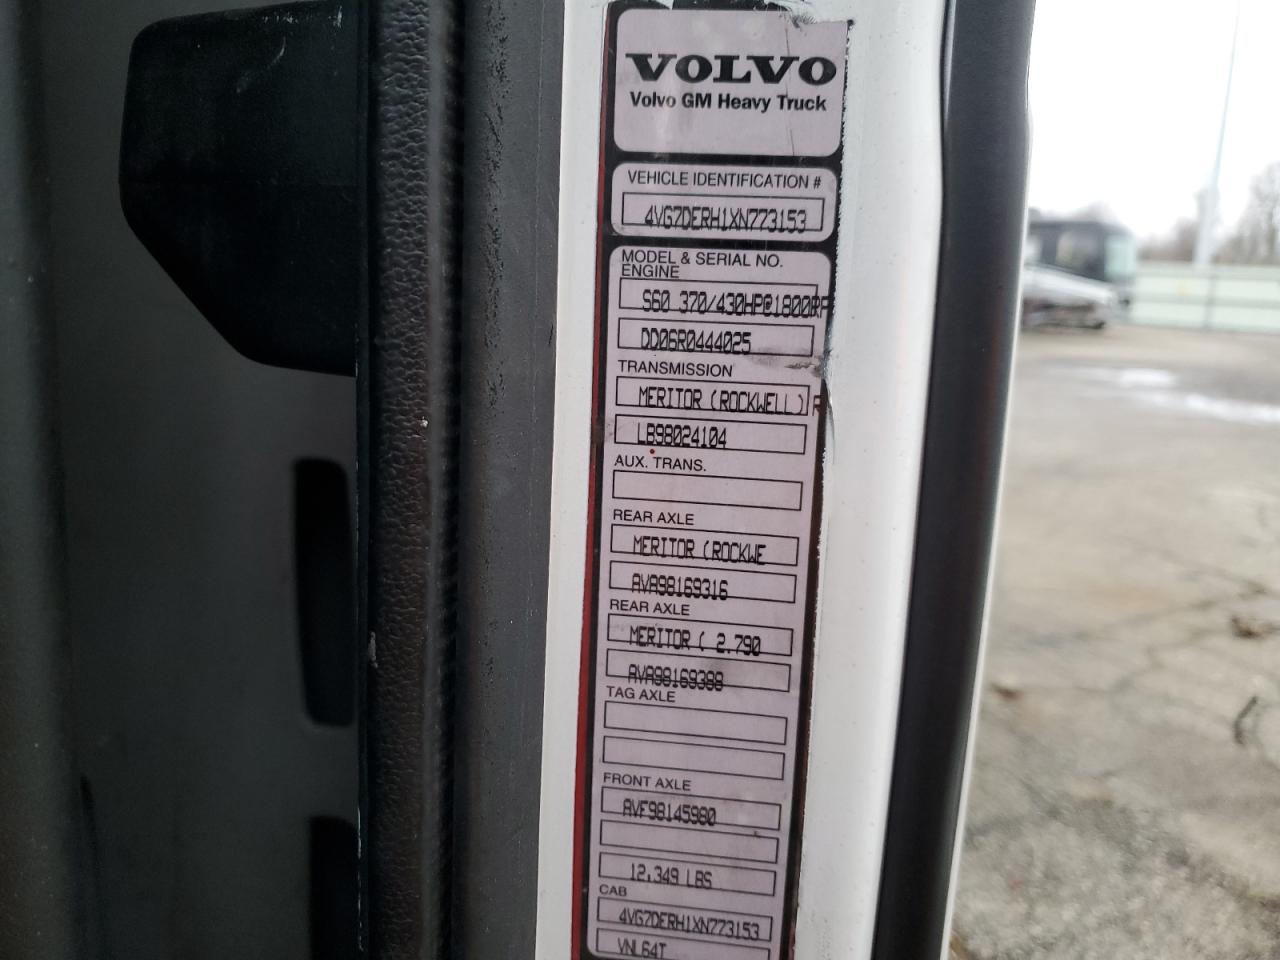 VOLVO
Volvo GM Heavy Truck
VEHICLE IDENTIFICATION #
4VG7DERH1XN773153
MODEL & SERIAL NO.
ENGINE
S60 370/430HP@1800RP
DD06R0444025
TRANSMISSION
MERITOR (ROCKWELL) R
LB98024104
AUX. TRANS.
REAR AXLE
MERITOR (ROCKWE
AVA98169316
REAR AXLE
MERITOR ( 2.790
AVA98169388
TAG AXLE
FRONT AXLE
AVF98145980
12,349 LBS
CAB
4VG7DERH1XN773153
VNL64T